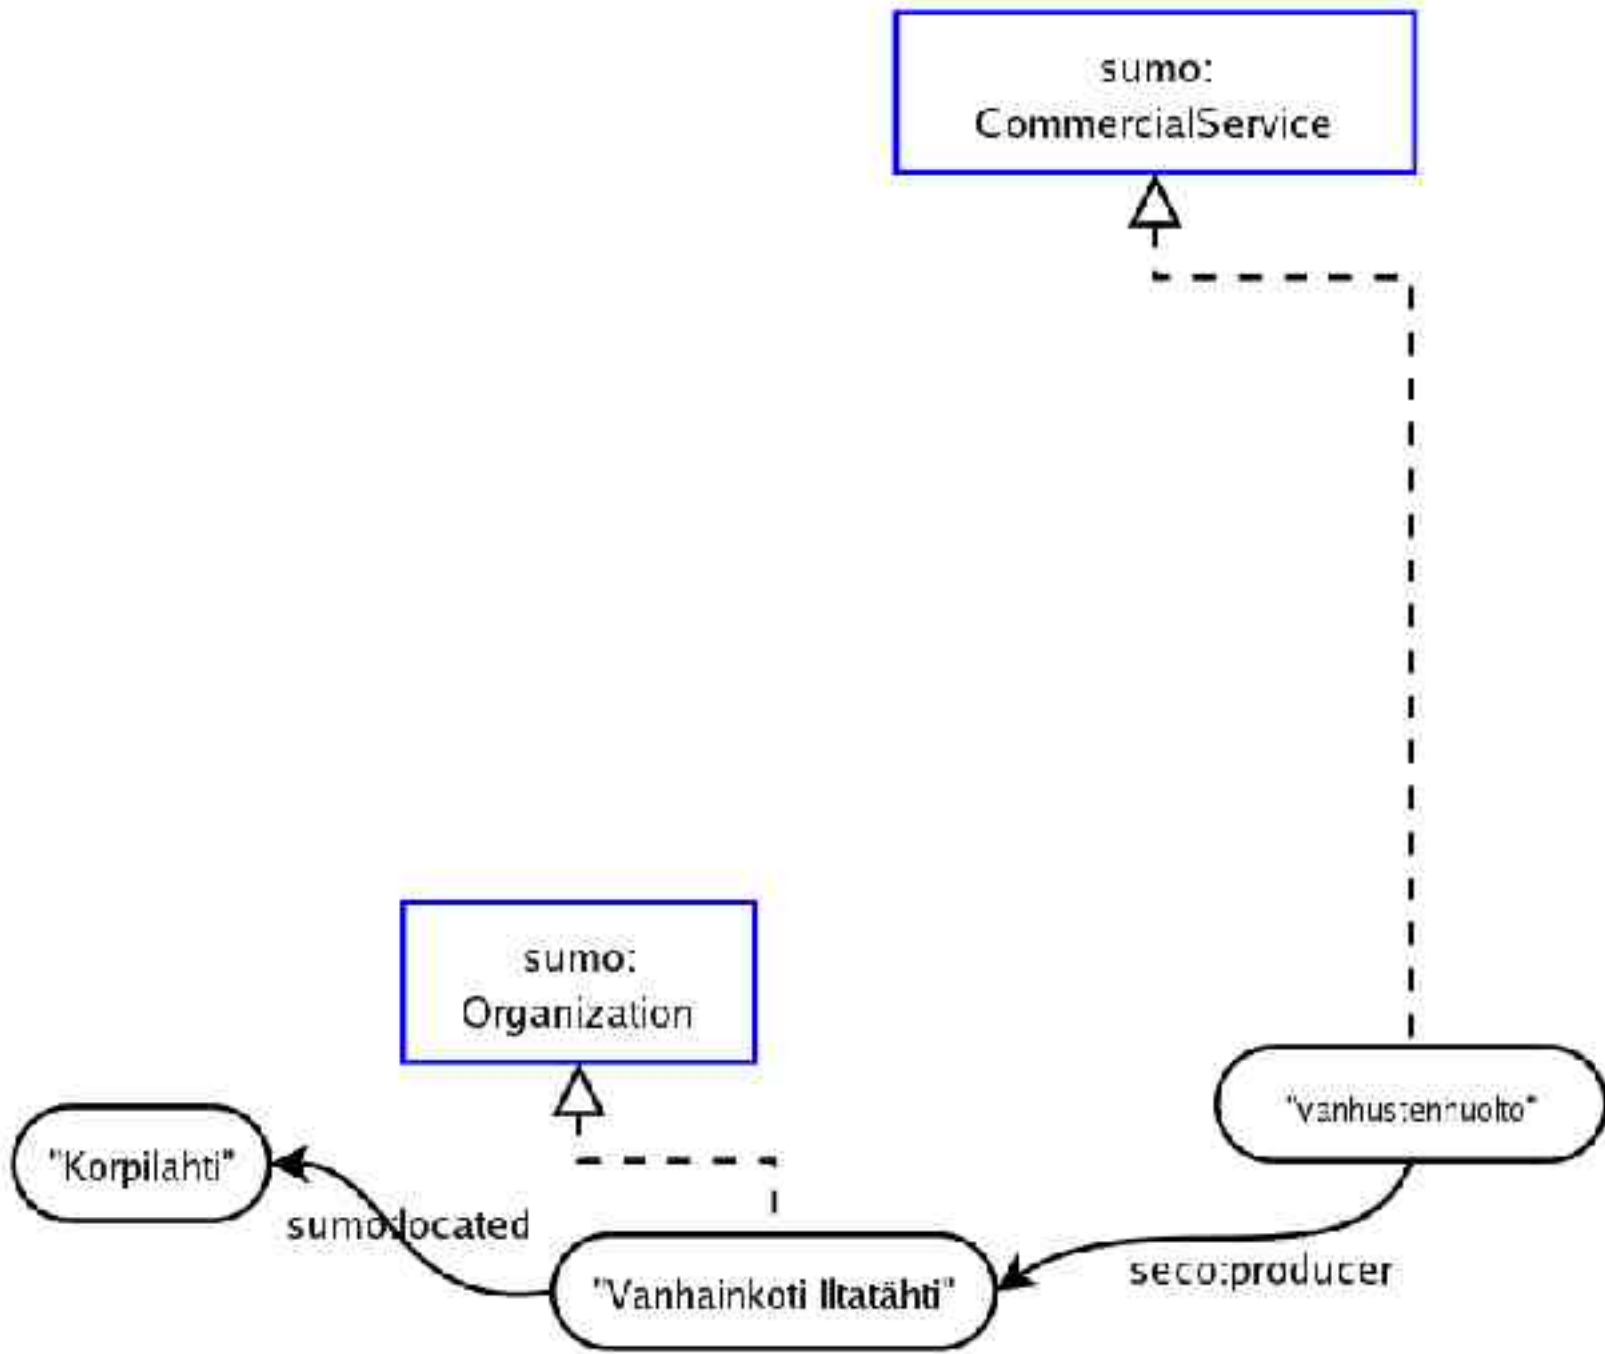 sumo:
CommercialService
sumo:
Organization
"vanhustenhuolto"
"Korpilahti"
sumo:located
"Vanhainkoti Iltatähti"
seco:producer